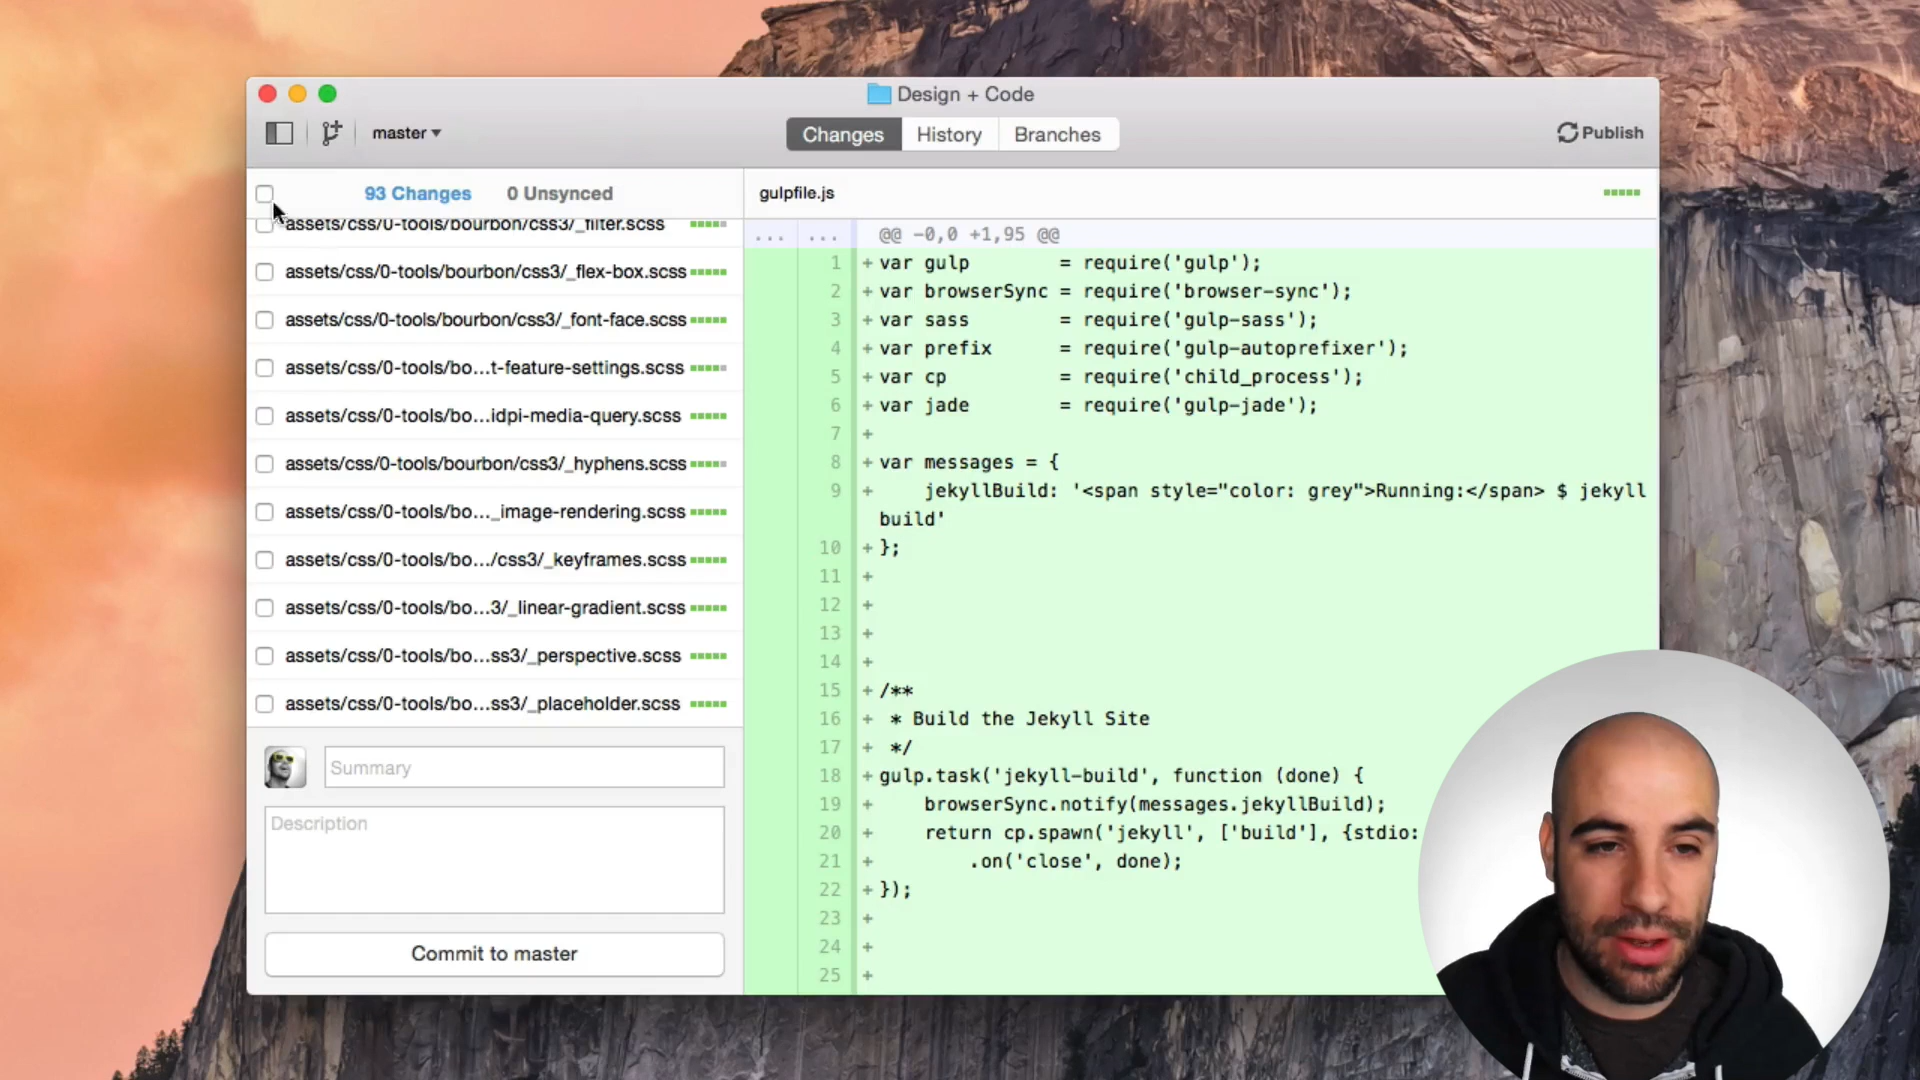 Design + Code
master
Changes
History
Branches
Publish
93 Changes
0 Unsynced
assets/css/0-tools/bourbon/css3/_filter.scss
assets/css/0-tools/bourbon/css3/_flex-box.scss
assets/css/0-tools/bourbon/css3/_font-face.scss
assets/css/0-tools/bo...t-feature-settings.scss
assets/css/0-tools/bo...idpi-media-query.scss
assets/css/0-tools/bourbon/css3/_hyphens.scss
assets/css/0-tools/bo..._image-rendering.scss
assets/css/0-tools/bo.../css3/_keyframes.scss
assets/css/0-tools/bo...3/_linear-gradient.scss
assets/css/0-tools/bo...ss3/_perspective.scss
assets/css/0-tools/bo...ss3/_placeholder.scss
Summary
Description
Commit to master
gulpfile.js
... ... @@ -0,0 +1,95 @@
1 +var gulp        = require('gulp');
2 +var browserSync = require('browser-sync');
3 +var sass        = require('gulp-sass');
4 +var prefix      = require('gulp-autoprefixer');
5 +var cp          = require('child_process');
6 +var jade        = require('gulp-jade');
7 +
8 +var messages = {
9 +    jekyllBuild: '<span style="color: grey">Running:</span> $ jekyll
build'
10 +};
11 +
12 +
13 +
14 +
15 +/**
16 + * Build the Jekyll Site
17 + */
18 +gulp.task('jekyll-build', function (done) {
19 +    browserSync.notify(messages.jekyllBuild);
20 +    return cp.spawn('jekyll', ['build'], {stdio:
21 +        .on('close', done);
22 +});
23 +
24 +
25 +